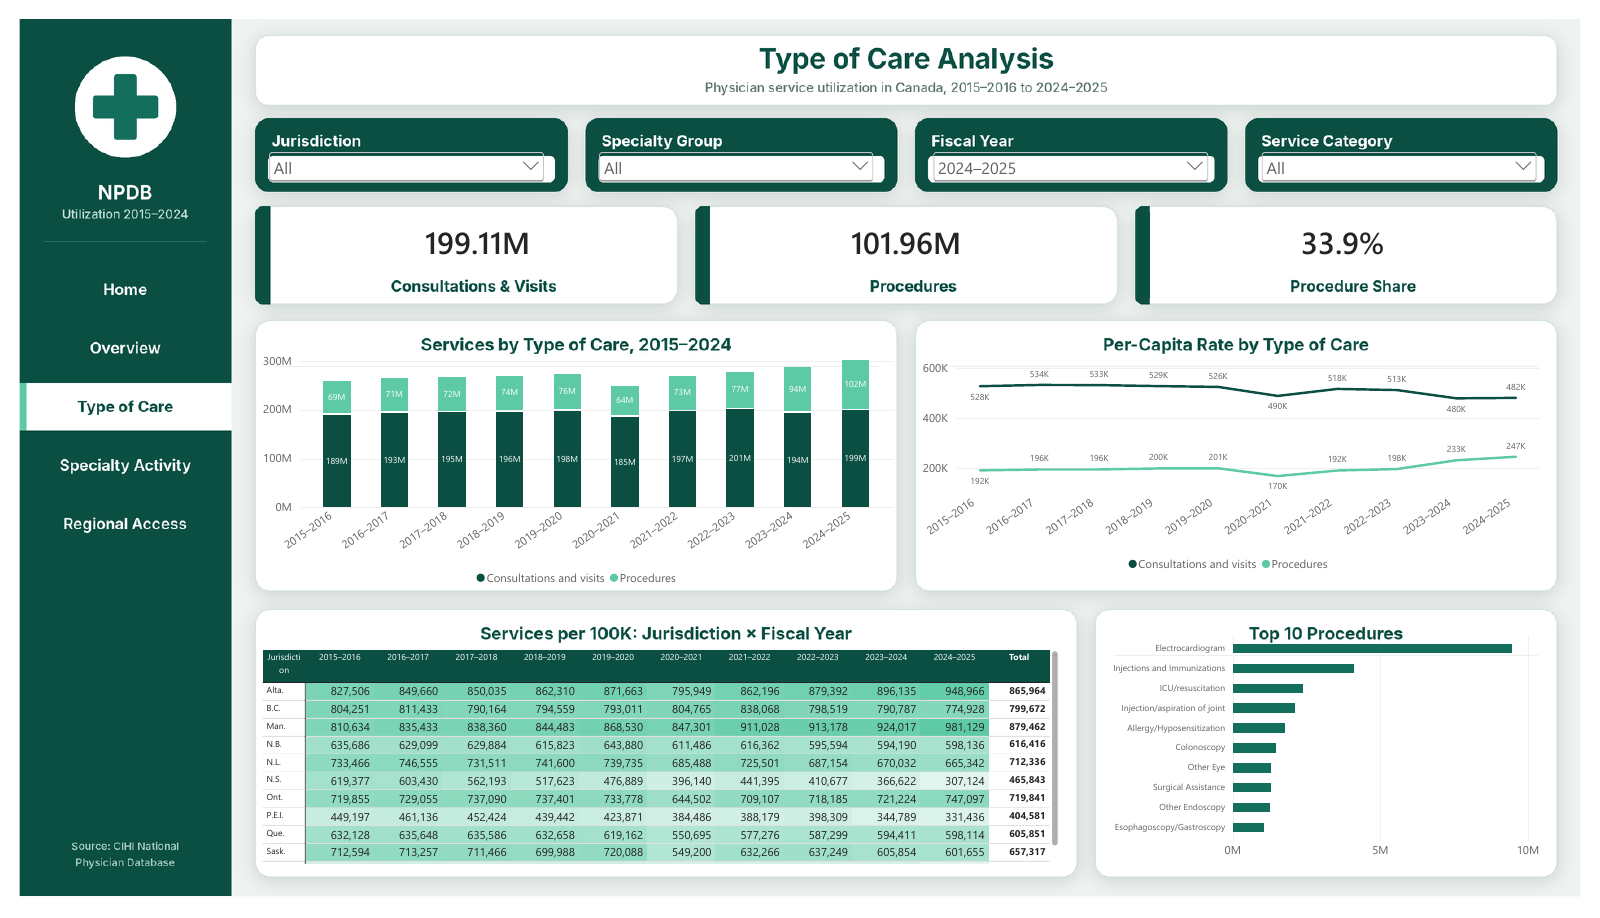 NPDB
Utilization 2015–2024
Home
Overview
Type of Care
Specialty Activity
Regional Access
Source: CIHI National
Physician Database
Type of Care Analysis
Physician service utilization in Canada, 2015–2016 to 2024–2025
Jurisdiction
All
Specialty Group
All
Fiscal Year
2024–2025
Service Category
All
199.11M
Consultations & Visits
101.96M
Procedures
33.9%
Procedure Share
Services by Type of Care, 2015–2024
300M
200M
100M
0M
69M 71M 72M 74M 76M 64M 73M 77M 94M 102M
189M 193M 195M 196M 198M 185M 197M 201M 194M 199M
2015–2016 2016–2017 2017–2018 2018–2019 2019–2020 2020–2021 2021–2022 2022–2023 2023–2024 2024–2025
Consultations and visits Procedures
Per-Capita Rate by Type of Care
600K
400K
200K
528K 534K 533K 529K 526K 490K 518K 513K 480K 482K
192K 196K 196K 200K 201K 170K 192K 198K 233K 247K
2015–2016 2016–2017 2017–2018 2018–2019 2019–2020 2020–2021 2021–2022 2022–2023 2023–2024 2024–2025
Consultations and visits Procedures
Services per 100K: Jurisdiction × Fiscal Year
Jurisdicti
on 2015–2016 2016–2017 2017–2018 2018–2019 2019–2020 2020–2021 2021–2022 2022–2023 2023–2024 2024–2025 Total
Alta. 827,506 849,660 850,035 862,310 871,663 795,949 862,196 879,392 896,135 948,966 865,964
B.C. 804,251 811,433 790,164 794,559 793,011 804,765 838,068 798,519 790,787 774,928 799,672
Man. 810,634 835,433 838,360 844,483 868,530 847,301 911,028 913,178 924,017 981,129 879,462
N.B. 635,686 629,099 629,884 615,823 643,880 611,486 616,362 595,594 594,190 598,136 616,416
N.L. 733,466 746,555 731,511 741,600 739,735 685,488 725,501 687,154 670,032 665,342 712,336
N.S. 619,377 603,430 562,193 517,623 476,889 396,140 441,395 410,677 366,622 307,124 465,843
Ont. 719,855 729,055 737,090 737,401 733,778 644,502 709,107 718,185 721,224 747,097 719,841
P.E.I. 449,197 461,136 452,424 439,442 423,871 384,486 388,179 398,309 344,789 331,436 404,581
Que. 632,128 635,648 635,586 632,658 619,162 550,695 577,276 587,299 594,411 598,114 605,851
Sask. 712,594 713,257 711,466 699,988 720,088 549,200 632,266 637,249 605,854 601,655 657,317
Top 10 Procedures
Electrocardiogram
Injections and Immunizations
ICU/resuscitation
Injection/aspiration of joint
Allergy/Hyposensitization
Colonoscopy
Other Eye
Surgical Assistance
Other Endoscopy
Esophagoscopy/Gastroscopy
0M 5M 10M